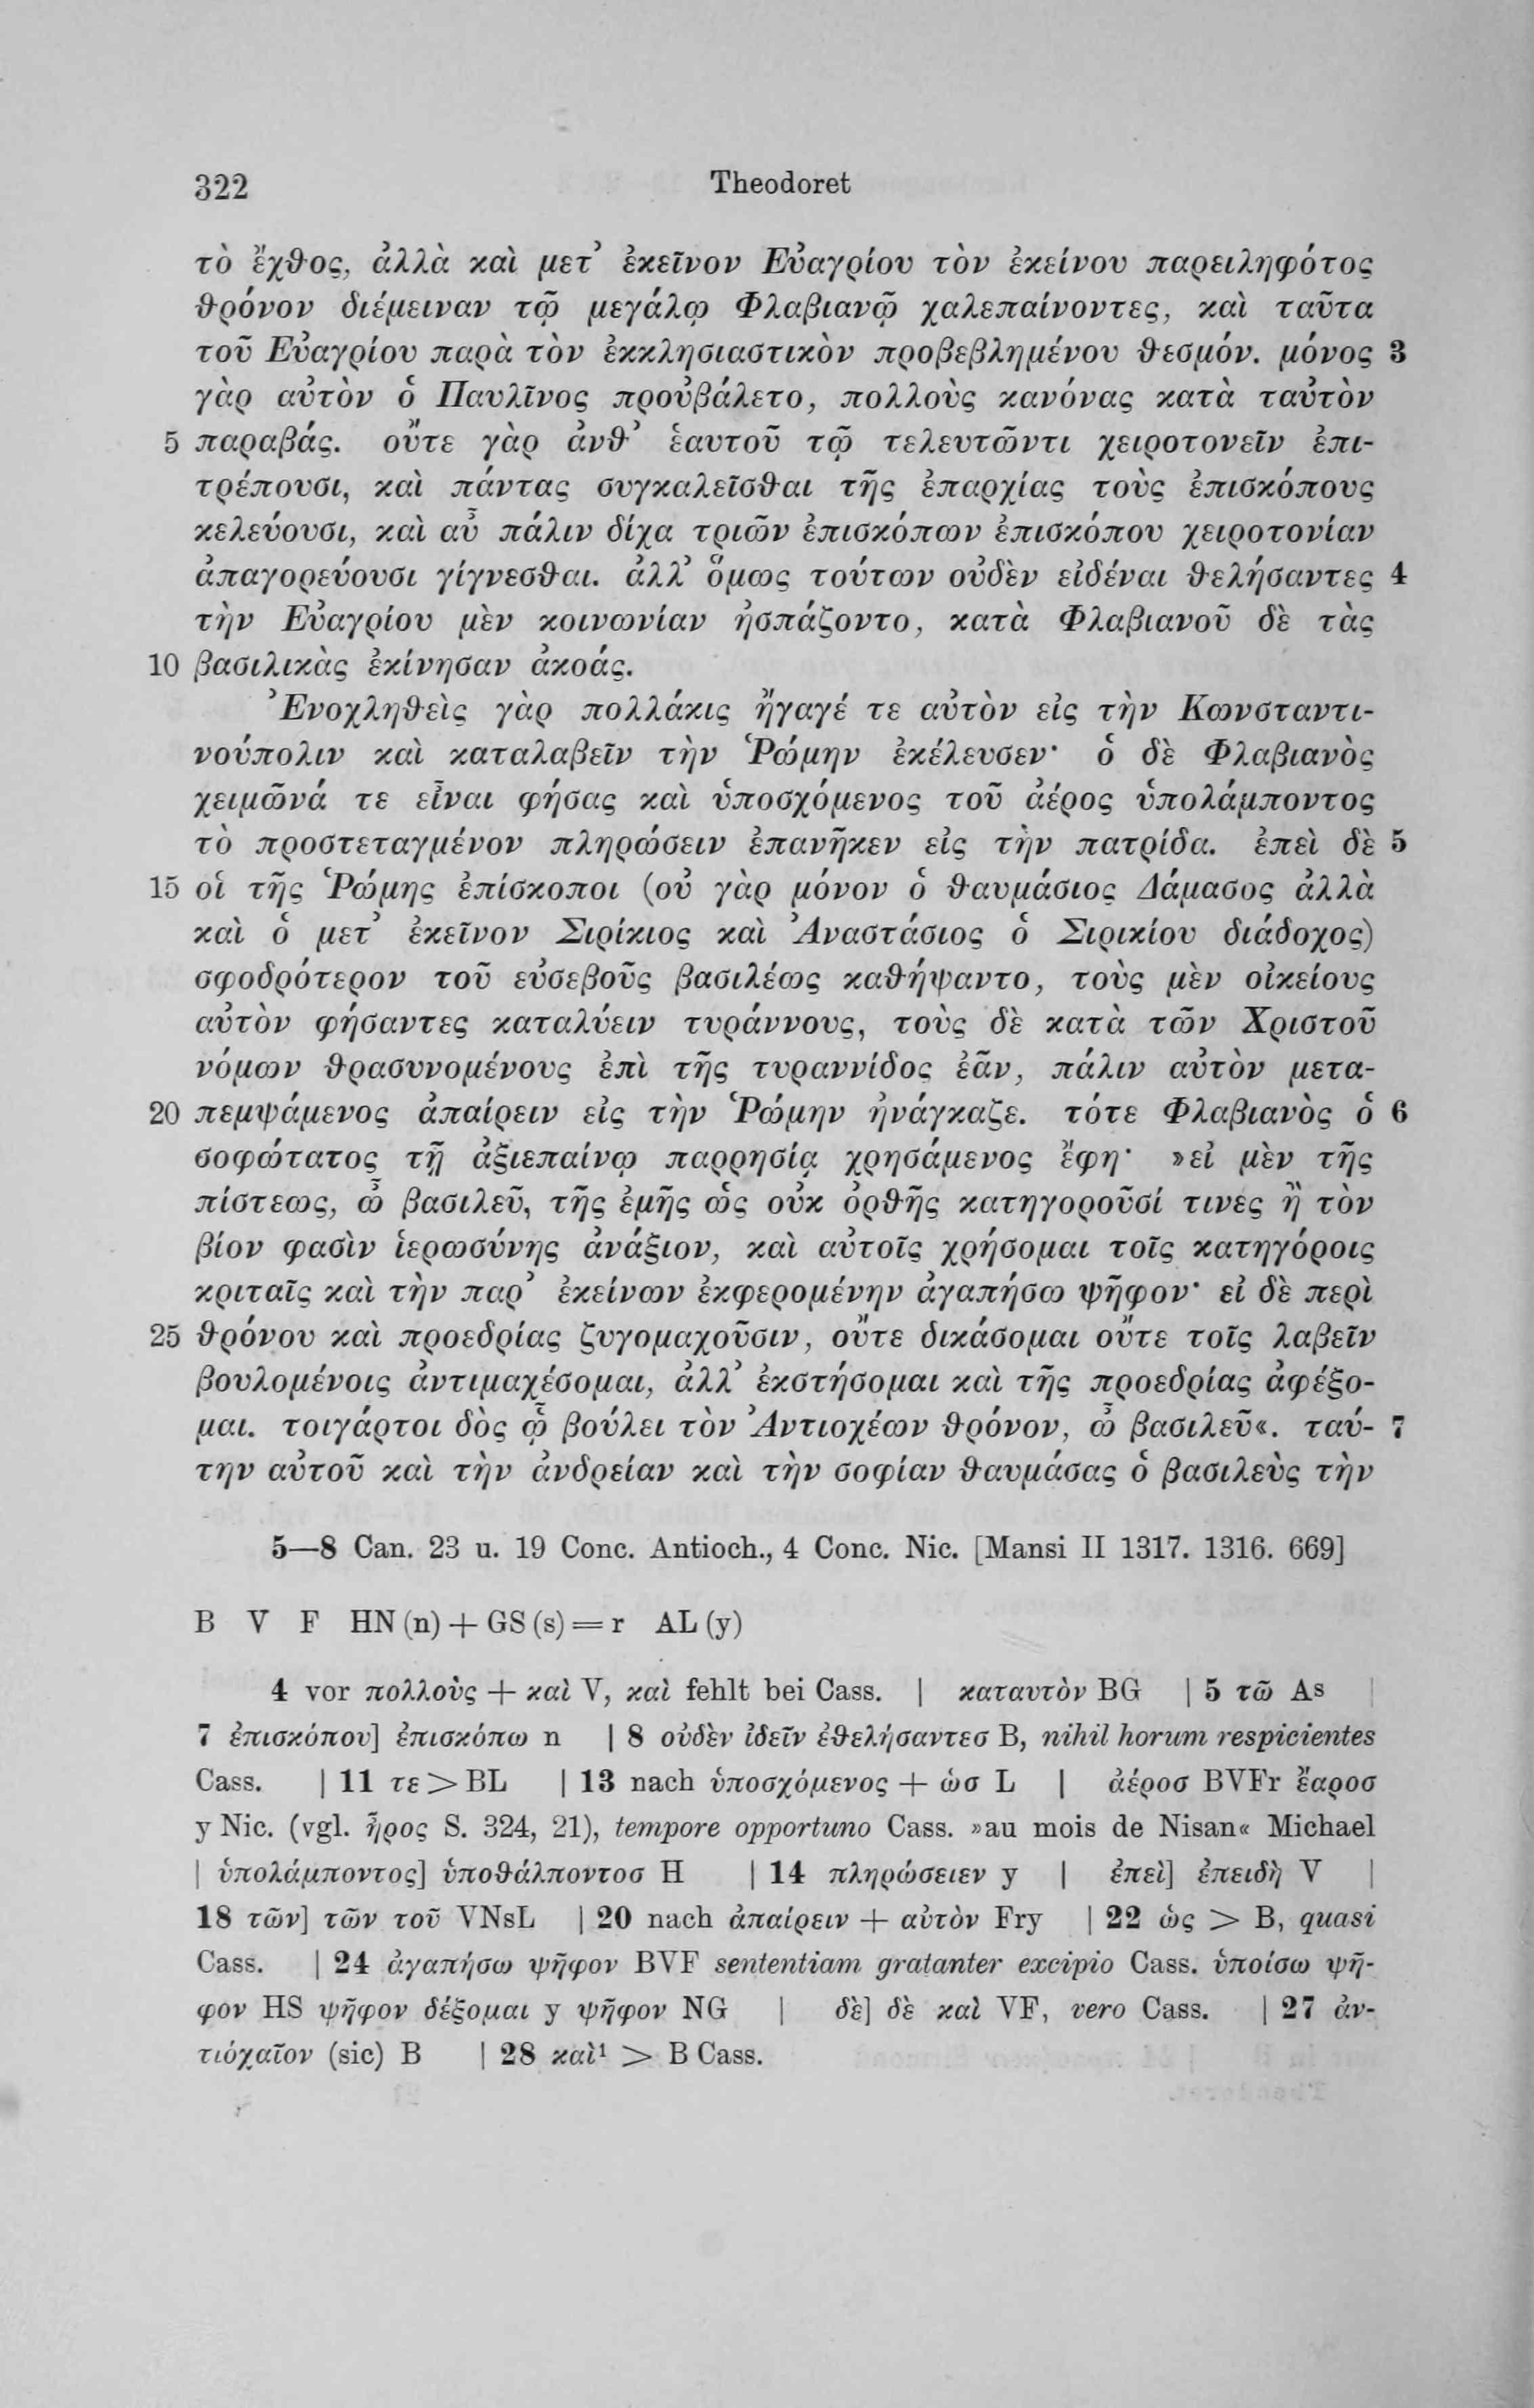 322 Theodoret
τὸ ἔχθος, ἀλλὰ καὶ μετ’ ἐκεῖνον Εὐαγρίου τὸν ἐκείνου παρειληφότος
θρόνον διέμειναν τῷ μεγάλῳ Φλαβιανῷ χαλεπαίνοντες, καὶ ταῦτα
τοῦ Εὐαγρίου παρὰ τὸν ἐκκλησιαστικὸν προβεβλημένου θεσμόν. μόνος 3
γὰρ αὐτὸν ὁ Παυλῖνος προὐβάλετο, πολλοὺς κανόνας κατὰ ταὐτὸν
5 παραβάς. οὔτε γὰρ ἀνθ’ ἑαυτοῦ τῷ τελευτῶντι χειροτονεῖν ἐπι-
τρέπουσι, καὶ πάντας συγκαλεῖσθαι τῆς ἐπαρχίας τοὺς ἐπισκόπους
κελεύουσι, καὶ αὖ πάλιν δίχα τριῶν ἐπισκόπων ἐπισκόπου χειροτονίαν
ἀπαγορεύουσι γίγνεσθαι. ἀλλ’ ὅμως τούτων οὐδὲν εἰδέναι θελήσαντες 4
τὴν Εὐαγρίου μὲν κοινωνίαν ἠσπάζοντο, κατὰ Φλαβιανοῦ δὲ τὰς
10 βασιλικὰς ἐκίνησαν ἀκοάς.
Ἐνοχληθεὶς γὰρ πολλάκις ἤγαγέ τε αὐτὸν εἰς τὴν Κωνσταντι-
νούπολιν καὶ καταλαβεῖν τὴν Ῥώμην ἐκέλευσεν· ὁ δὲ Φλαβιανὸς
χειμῶνά τε εἶναι φήσας καὶ ὑποσχόμενος τοῦ ἀέρος ὑπολάμποντος
τὸ προστεταγμένον πληρώσειν ἐπανῆκεν εἰς τὴν πατρίδα. ἐπεὶ δὲ 5
15 οἱ τῆς Ῥώμης ἐπίσκοποι (οὐ γὰρ μόνον ὁ θαυμάσιος Δάμασος ἀλλὰ
καὶ ὁ μετ’ ἐκεῖνον Σιρίκιος καὶ Ἀναστάσιος ὁ Σιρικίου διάδοχος)
σφοδρότερον τοῦ εὐσεβοῦς βασιλέως καθήψαντο, τοὺς μὲν οἰκείους
αὐτὸν φήσαντες καταλύειν τυράννους, τοὺς δὲ κατὰ τῶν Χριστοῦ
νόμων θρασυνομένους ἐπὶ τῆς τυραννίδος ἐᾶν, πάλιν αὐτὸν μετα-
20 πεμψάμενος ἀπαίρειν εἰς τὴν Ῥώμην ἠνάγκαζε. τότε Φλαβιανὸς ὁ 6
σοφώτατος τῇ ἀξιεπαίνῳ παρρησίᾳ χρησάμενος ἔφη· »εἰ μὲν τῆς
πίστεως, ὦ βασιλεῦ, τῆς ἐμῆς ὡς οὐκ ὀρθῆς κατηγοροῦσί τινες ἢ τὸν
βίον φασὶν ἱερωσύνης ἀνάξιον, καὶ αὐτοῖς χρήσομαι τοῖς κατηγόροις
κριταῖς καὶ τὴν παρ’ ἐκείνων ἐκφερομένην ἀγαπήσω ψῆφον· εἰ δὲ περὶ
25 θρόνου καὶ προεδρίας ζυγομαχοῦσιν, οὔτε δικάσομαι οὔτε τοῖς λαβεῖν
βουλομένοις ἀντιμαχέσομαι, ἀλλ’ ἐκστήσομαι καὶ τῆς προεδρίας ἀφέξο-
μαι. τοιγάρτοι δὸς ᾧ βούλει τὸν Ἀντιοχέων θρόνον, ὦ βασιλεῦ«. ταύ- 7
την αὐτοῦ καὶ τὴν ἀνδρείαν καὶ τὴν σοφίαν θαυμάσας ὁ βασιλεὺς τὴν
5—8 Can. 23 u. 19 Conc. Antioch., 4 Conc. Nic. [Mansi II 1317. 1316. 669]
B V F HN (n) + GS (s) = r AL (y)
4 vor πολλοὺς + καὶ V, καὶ fehlt bei Cass. | καταυτὸν BG | 5 τῶ As |
7 ἐπισκόπου] ἐπισκόπω n | 8 οὐδὲν ἰδεῖν ἐθελήσαντεσ B, nihil horum respicientes
Cass. | 11 τε > BL | 13 nach ὑποσχόμενος + ὡσ L | ἀέροσ BVFr ἔαροσ
y Nic. (vgl. ἦρος S. 324, 21), tempore opportuno Cass. »au mois de Nisan« Michael
| ὑπολάμποντος] ὑποθάλποντοσ H | 14 πληρώσειεν y | ἐπεὶ] ἐπειδὴ V |
18 τῶν] τῶν τοῦ VNsL | 20 nach ἀπαίρειν + αὐτὸν Fry | 22 ὡς > B, quasi
Cass. | 24 ἀγαπήσω ψῆφον BVF sententiam gratanter excipio Cass. ὑποίσω ψῆ-
φον HS ψῆφον δέξομαι y ψῆφον NG | δὲ] δὲ καὶ VF, vero Cass. | 27 ἀν-
τιόχαῖον (sic) B | 28 καὶ¹ > B Cass.